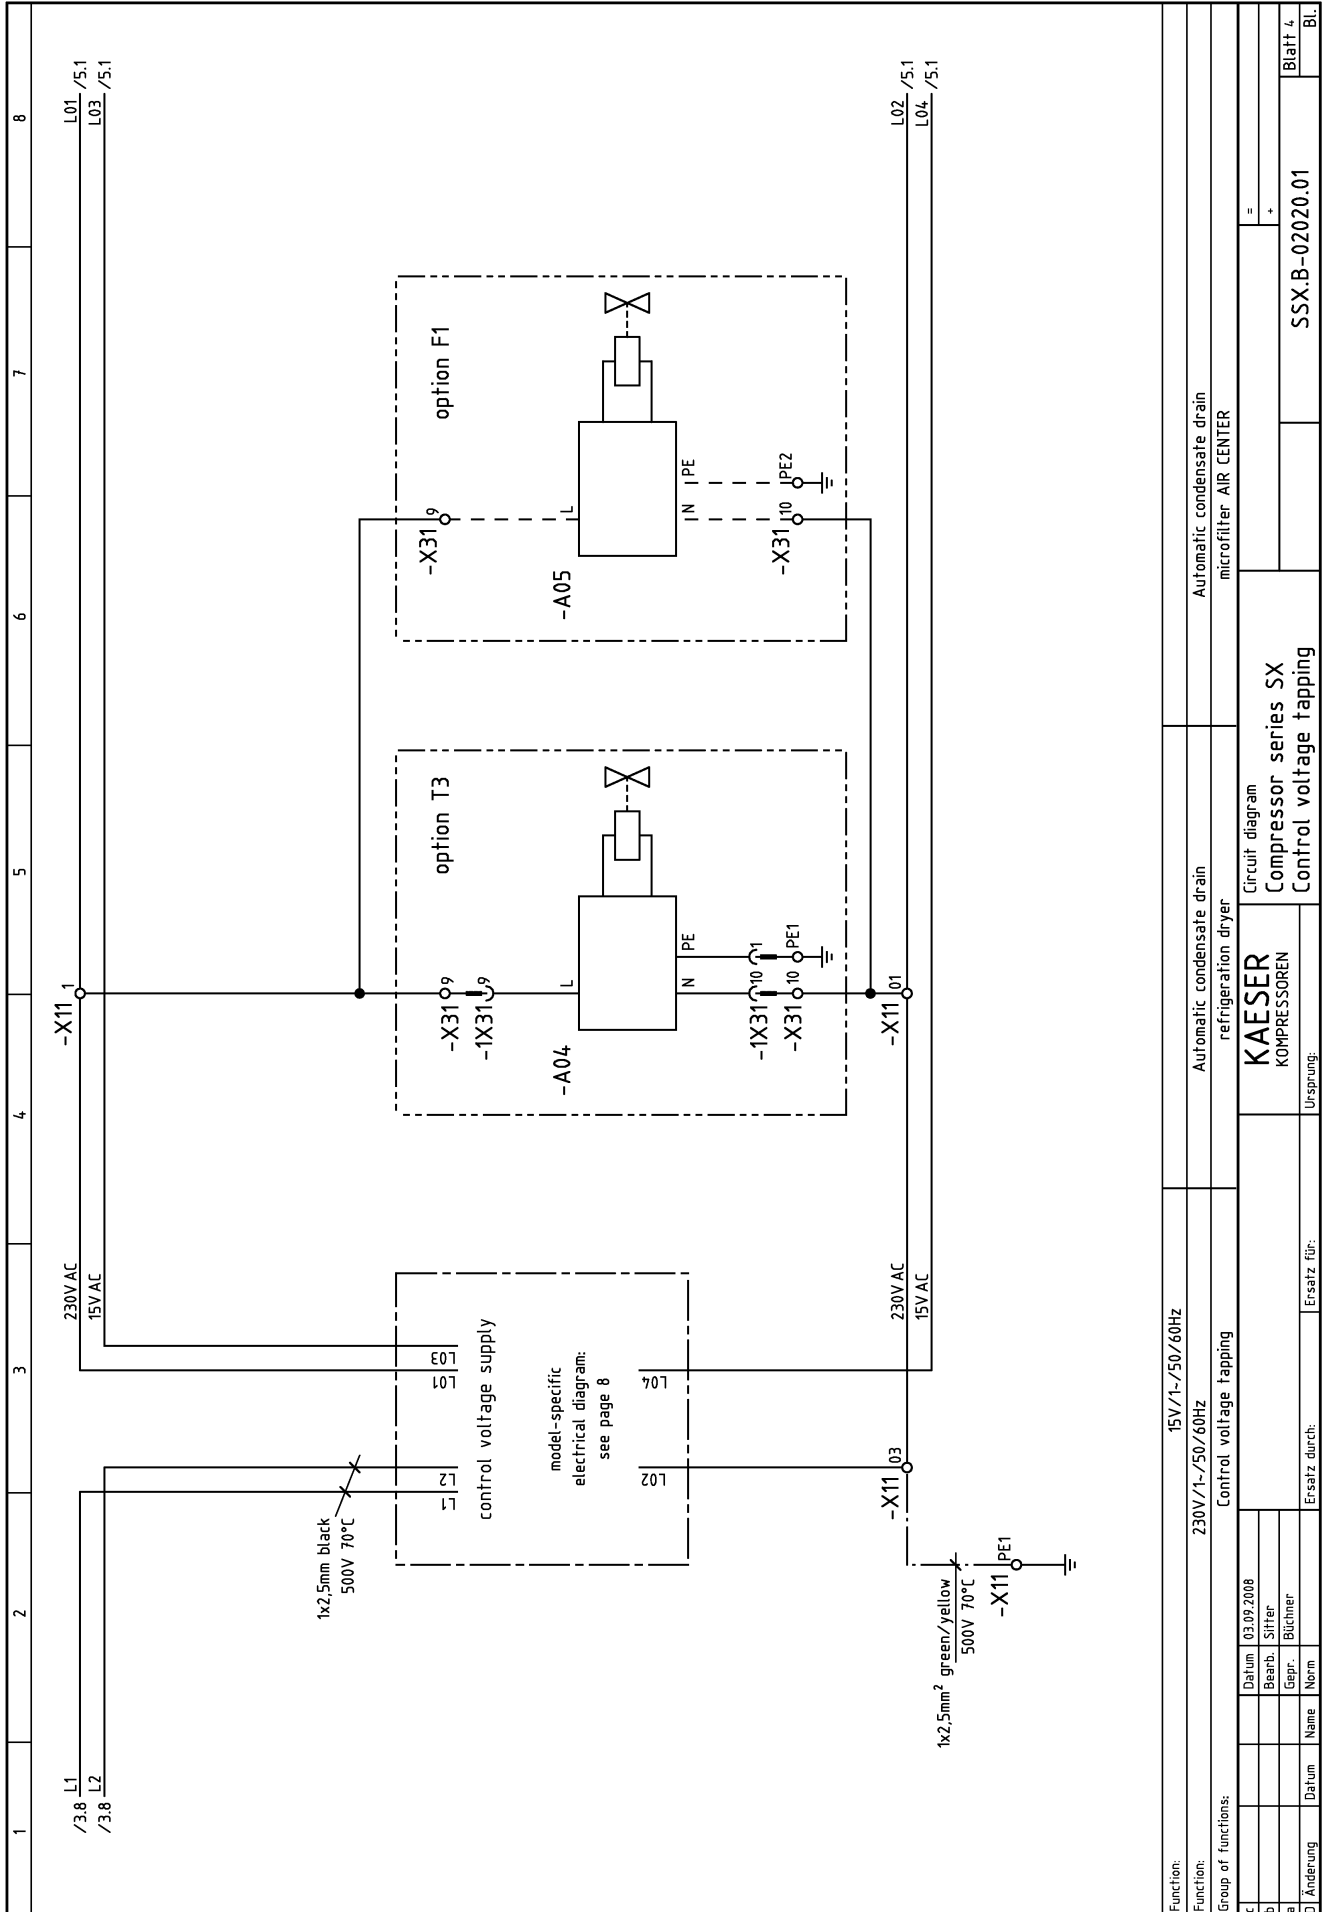 1
2
3
4
5
6
7
8
/3.8 L1
/3.8 L2
L01 /5.1
L03 /5.1
230V AC
15V AC
-X11 1
1x2,5mm black
500V 70°C
L1
L2
L01
L03
control voltage supply
model-specific
electrical diagram:
see page 8
L02
L04
option T3
-X31 9
-1X31 9
L
-A04
N
PE
-1X31 10
1
-X31 10
PE1
option F1
-X31 9
L
-A05
N
PE
-X31 10
PE2
-X11 03
-X11 01
230V AC
15V AC
L02 /5.1
L04 /5.1
1x2,5mm² green/yellow
500V 70°C
-X11 PE1
Function:
15V/1~/50/60Hz
Function:
230V/1~/50/60Hz
Automatic condensate drain
Automatic condensate drain
Group of functions:
Control voltage tapping
refrigeration dryer
microfilter AIR CENTER
c
b
a
Änderung
Datum
Name
Datum 03.09.2008
Bearb. Sitter
Gepr. Büchner
Norm
Ersatz durch:
Ersatz für:
Ursprung:
KAESER
KOMPRESSOREN
Circuit diagram
Compressor series SX
Control voltage tapping
=
+
SSX.B-02020.01
Blatt 4
Bl.